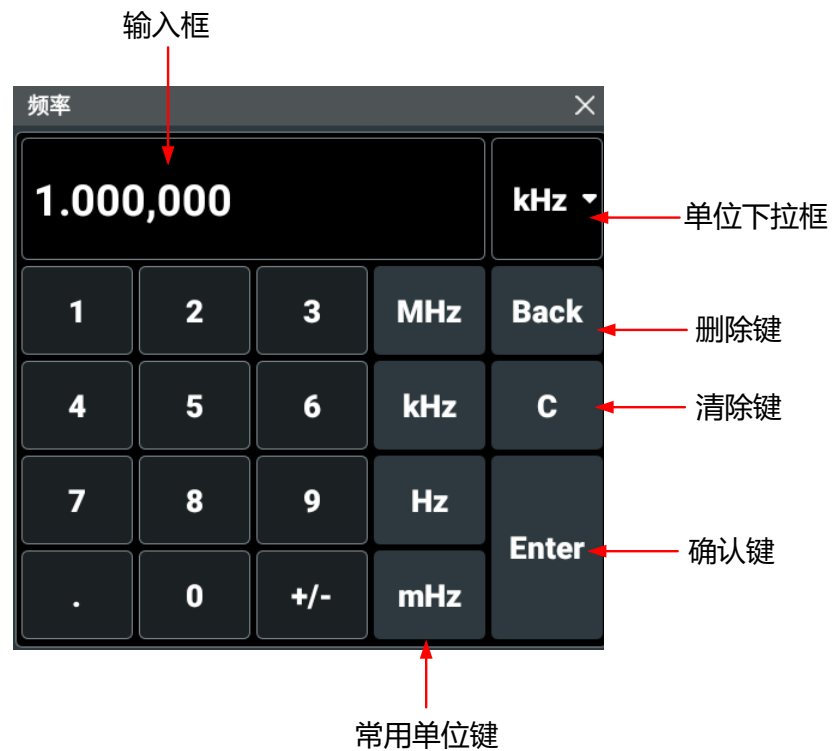 输入框
频率
1.000,000 kHz
单位下拉框
1 2 3 MHz Back
删除键
4 5 6 kHz C
清除键
7 8 9 Hz
Enter
确认键
. 0 +/- mHz
常用单位键